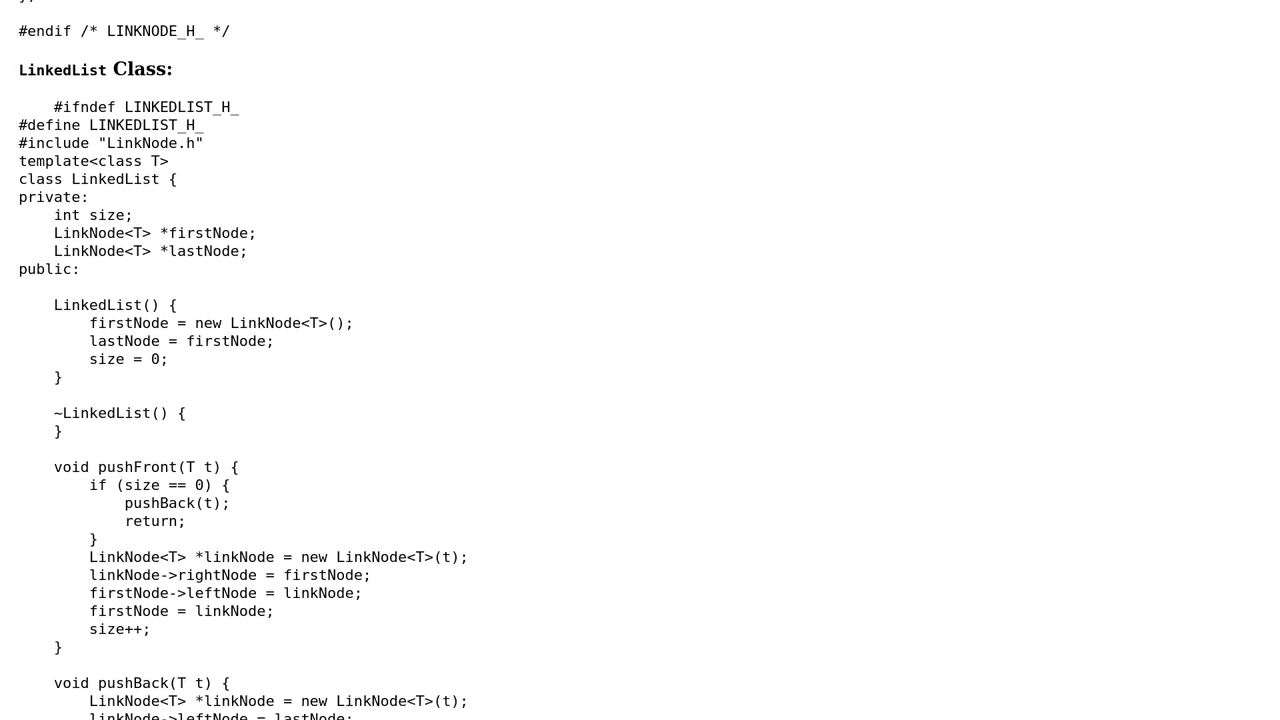 };
#endif /* LINKNODE_H_ */
LinkedList Class:
    #ifndef LINKEDLIST_H_
#define LINKEDLIST_H_
#include "LinkNode.h"
template<class T>
class LinkedList {
private:
    int size;
    LinkNode<T> *firstNode;
    LinkNode<T> *lastNode;
public:
    LinkedList() {
        firstNode = new LinkNode<T>();
        lastNode = firstNode;
        size = 0;
    }
    ~LinkedList() {
    }
    void pushFront(T t) {
        if (size == 0) {
            pushBack(t);
            return;
        }
        LinkNode<T> *linkNode = new LinkNode<T>(t);
        linkNode->rightNode = firstNode;
        firstNode->leftNode = linkNode;
        firstNode = linkNode;
        size++;
    }
    void pushBack(T t) {
        LinkNode<T> *linkNode = new LinkNode<T>(t);
        linkNode->leftNode = lastNode;